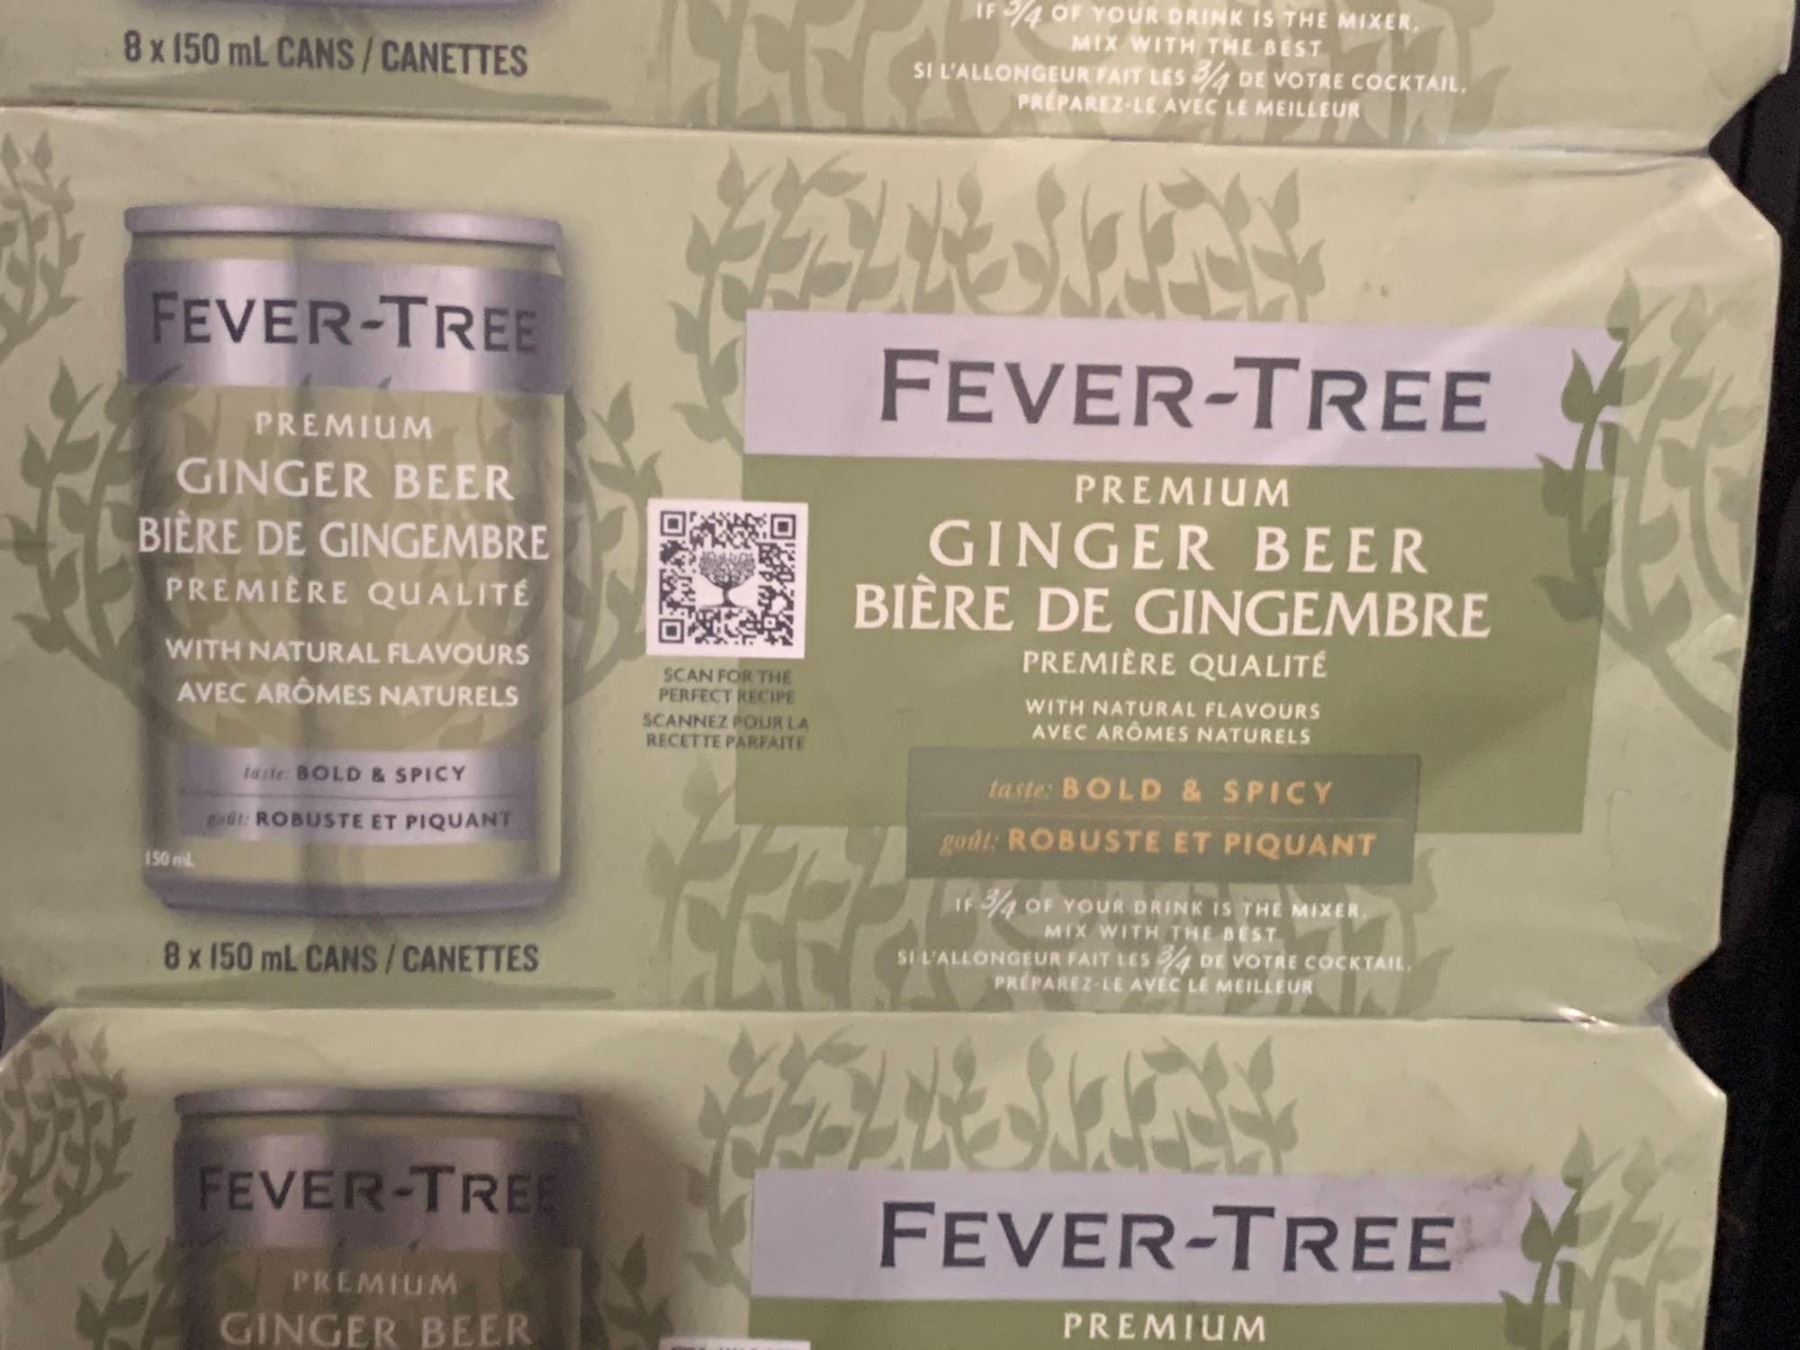 8 x 150 mL CANS / CANETTES
IF 3/4 OF YOUR DRINK IS THE MIXER,
MIX WITH THE BEST
SI L'ALLONGEUR FAIT LES 3/4 DE VOTRE COCKTAIL,
PRÉPAREZ-LE AVEC LE MEILLEUR
FEVER-TREE
PREMIUM
GINGER BEER
BIÈRE DE GINGEMBRE
PREMIÈRE QUALITÉ
WITH NATURAL FLAVOURS
AVEC ARÔMES NATURELS
taste: BOLD & SPICY
goût: ROBUSTE ET PIQUANT
150 mL
8 x 150 mL CANS / CANETTES
SCAN FOR THE
PERFECT RECIPE
SCANNEZ POUR LA
RECETTE PARFAITE
FEVER-TREE
PREMIUM
GINGER BEER
BIÈRE DE GINGEMBRE
PREMIÈRE QUALITÉ
WITH NATURAL FLAVOURS
AVEC ARÔMES NATURELS
taste: BOLD & SPICY
goût: ROBUSTE ET PIQUANT
IF 3/4 OF YOUR DRINK IS THE MIXER,
MIX WITH THE BEST
SI L'ALLONGEUR FAIT LES 3/4 DE VOTRE COCKTAIL,
PRÉPAREZ-LE AVEC LE MEILLEUR
FEVER-TREE
PREMIUM
GINGER BEER
FEVER-TREE
PREMIUM